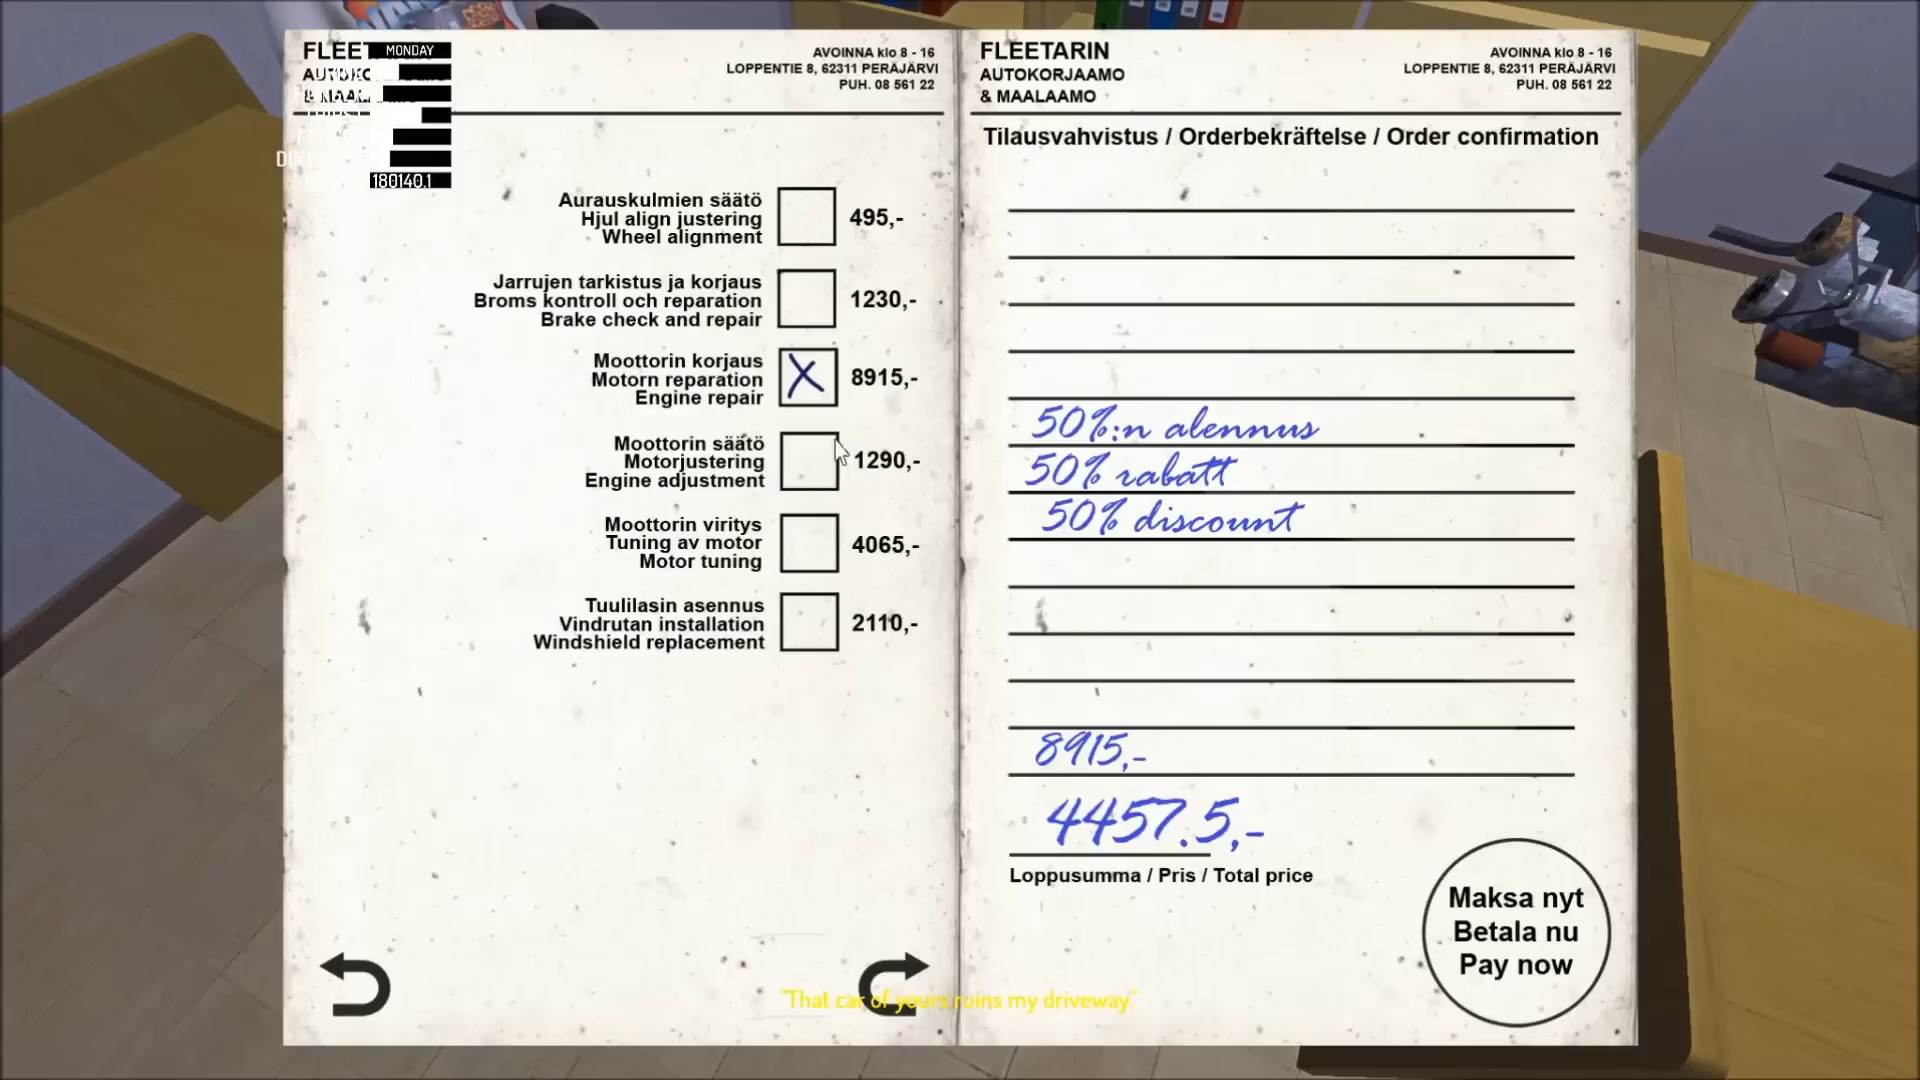 FLEET
MONDAY
AVOINNA klo 8 - 16
LOPPENTIE 8, 62311 PERÄJÄRVI
PUH. 08 561 22
180140.1
Aurauskulmien säätö
Hjul align justering
Wheel alignment
495,-
Jarrujen tarkistus ja korjaus
Broms kontroll och reparation
Brake check and repair
1230,-
Moottorin korjaus
Motorn reparation
Engine repair
X
8915,-
Moottorin säätö
Motorjustering
Engine adjustment
1290,-
Moottorin viritys
Tuning av motor
Motor tuning
4065,-
Tuulilasin asennus
Vindrutan installation
Windshield replacement
2110,-
FLEETARIN
AUTOKORJAAMO
& MAALAAMO
AVOINNA klo 8 - 16
LOPPENTIE 8, 62311 PERÄJÄRVI
PUH. 08 561 22
Tilausvahvistus / Orderbekräftelse / Order confirmation
50%:n alennus
50% rabatt
50% discount
8915,-
4457.5,-
Loppusumma / Pris / Total price
Maksa nyt
Betala nu
Pay now
"That car of yours ruins my driveway."